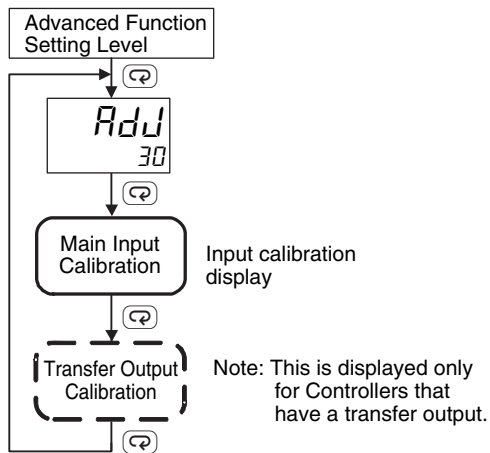 Advanced Function
Setting Level
AdJ
30
Main Input
Calibration
Input calibration
display
Transfer Output
Calibration
Note: This is displayed only
for Controllers that
have a transfer output.